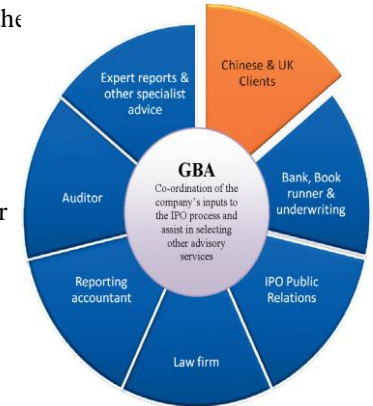 the
Expert reports &
other specialist
advice
Chinese & UK
Clients
Bank, Book
runner &
underwriting
IPO Public
Relations
Law firm
Reporting
accountant
Auditor
r
GBA
Co-ordination of the
company´s inputs to
the IPO process and
assist in selecting
other advisory
services